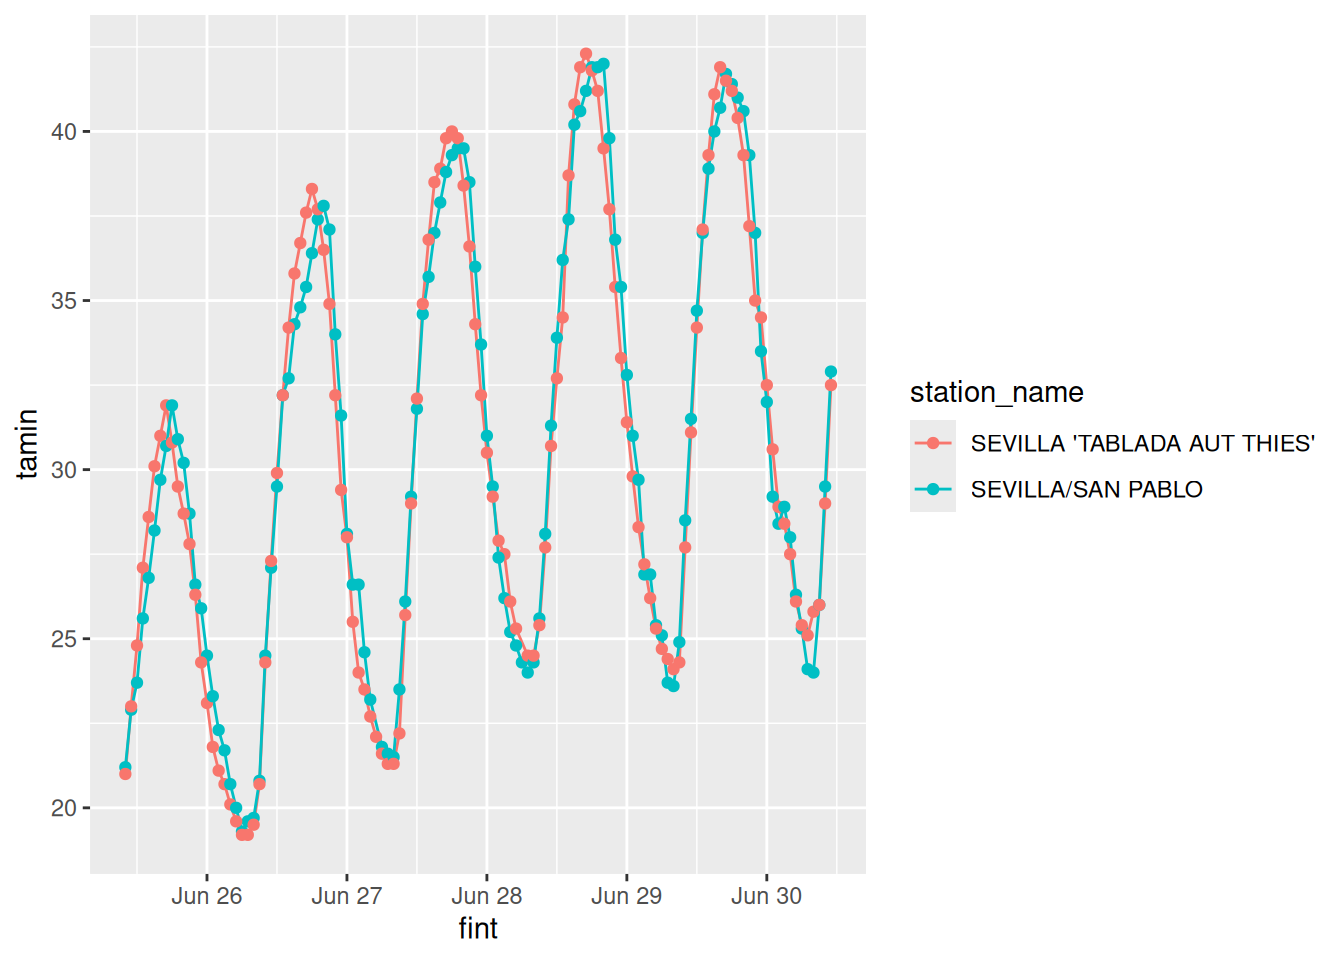 40
35
30
25
20
tamin
Jun 26
Jun 27
Jun 28
Jun 29
Jun 30
fint
station_name
SEVILLA 'TABLADA AUT THIES'
SEVILLA/SAN PABLO